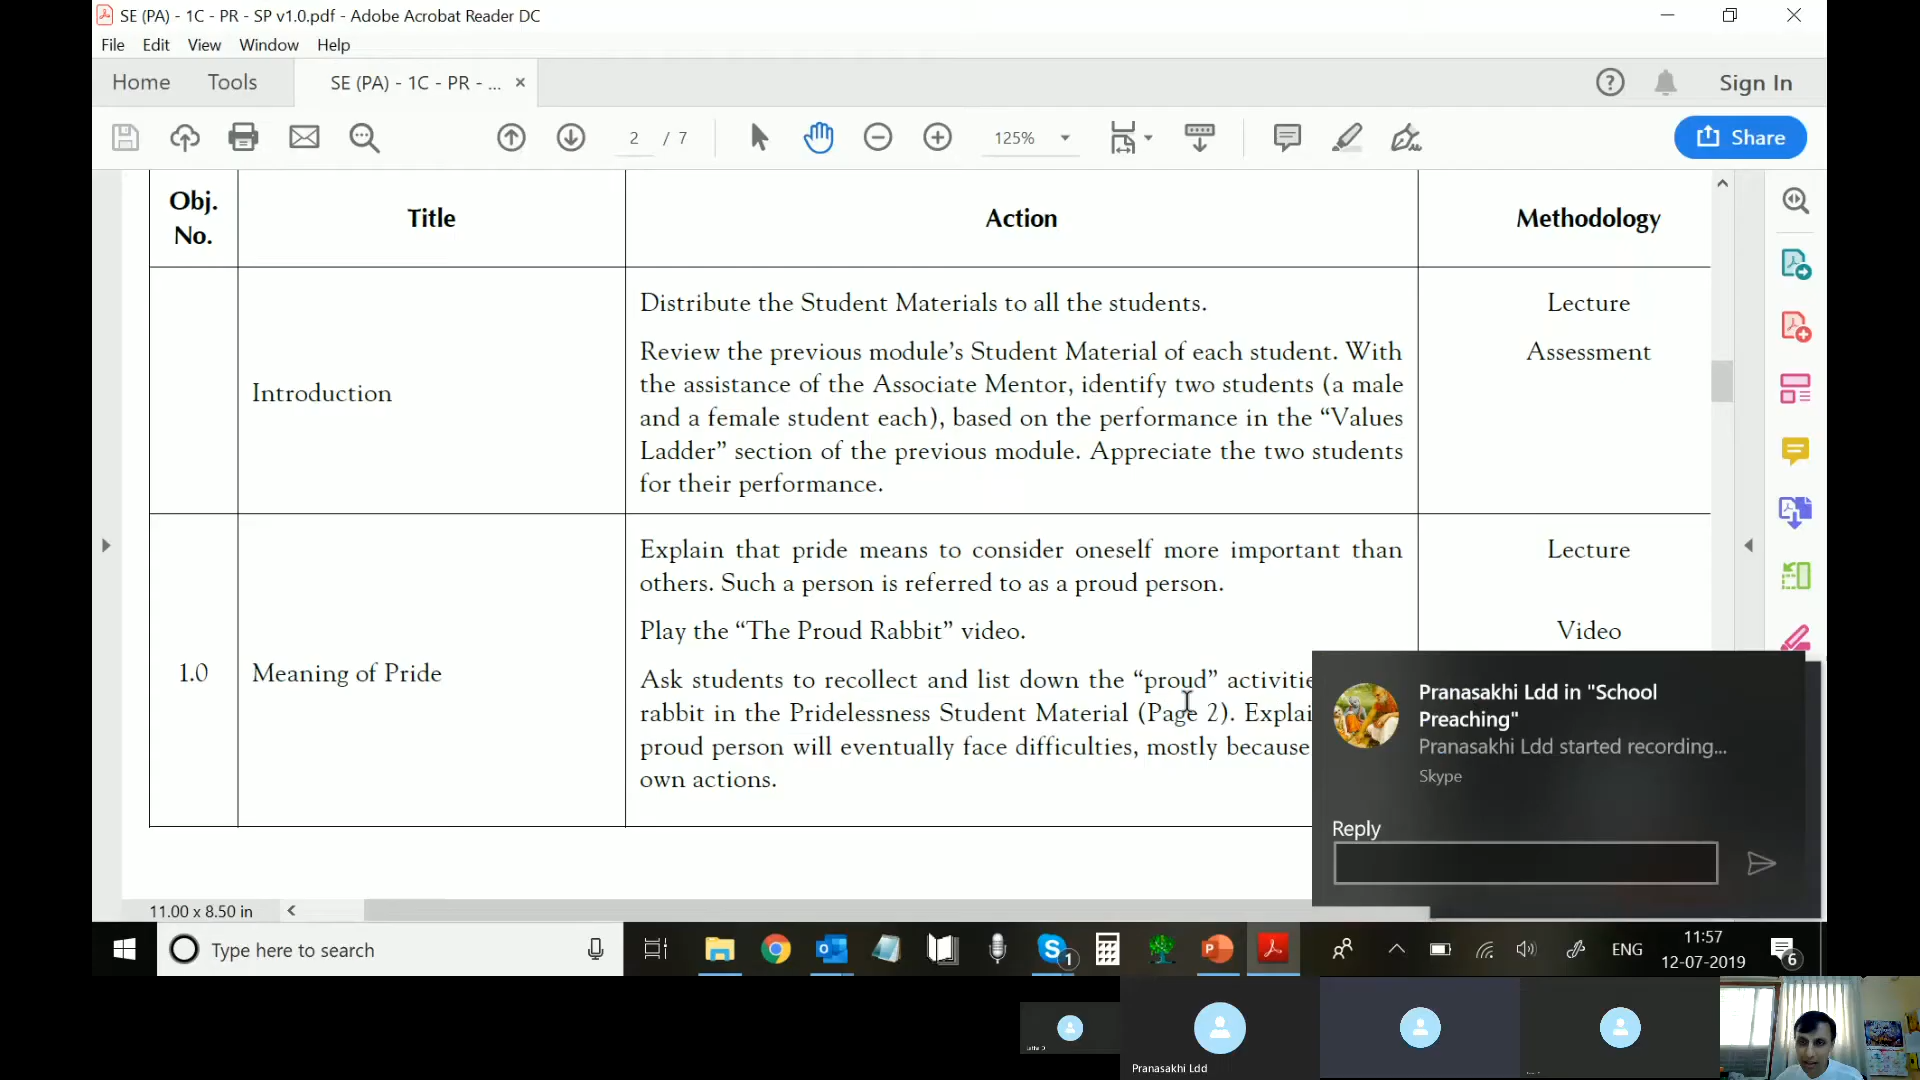 SE (PA) - 1C - PR - SP v1.0.pdf - Adobe Acrobat Reader DC
File Edit View Window Help
Home Tools SE (PA) - 1C - PR - ... × Sign In
2 / 7 125% Share
Obj. No. Title Action Methodology
Introduction
Distribute the Student Materials to all the students.
Review the previous module's Student Material of each student. With
the assistance of the Associate Mentor, identify two students (a male
and a female student each), based on the performance in the “Values
Ladder” section of the previous module. Appreciate the two students
for their performance.
Lecture
Assessment
1.0
Meaning of Pride
Explain that pride means to consider oneself more important than
others. Such a person is referred to as a proud person.
Play the “The Proud Rabbit” video.
Ask students to recollect and list down the “proud” activitie
rabbit in the Pridelessness Student Material (Page 2). Explai
proud person will eventually face difficulties, mostly because
own actions.
Lecture
Video
Pranasakhi Ldd in "School
Preaching"
Pranasakhi Ldd started recording...
Skype
Reply
11.00 x 8.50 in
Type here to search
1
ENG
11:57
12-07-2019
6
Pranasakhi Ldd